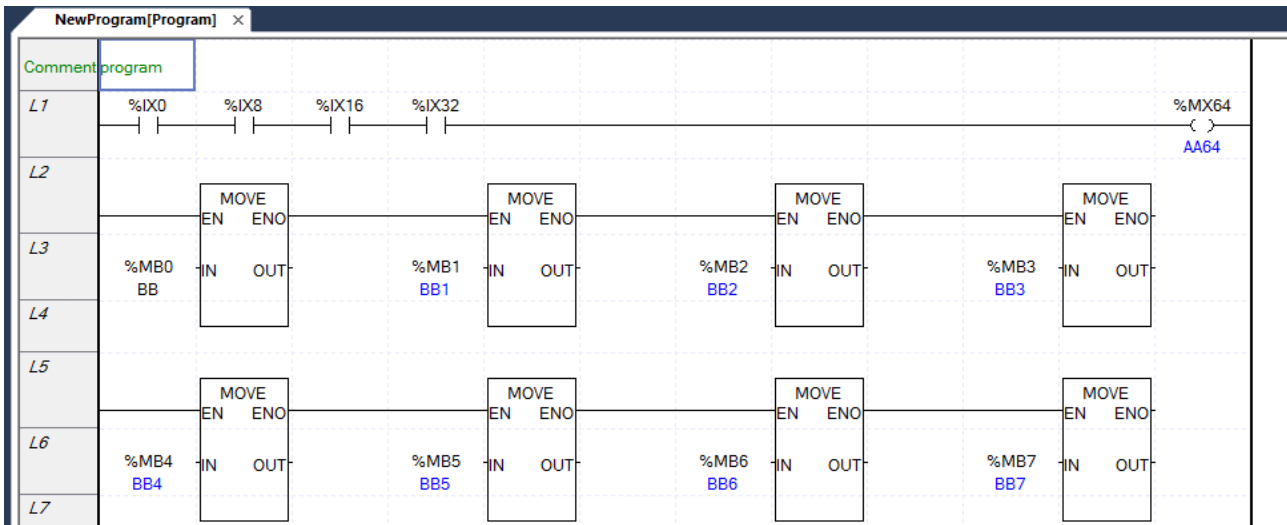 NewProgram[Program] ×
Comment program
L1 %IX0 %IX8 %IX16 %IX32 %MX64
AA64
L2 MOVE MOVE MOVE MOVE
EN ENO EN ENO EN ENO EN ENO
L3 %MB0 IN OUT %MB1 IN OUT %MB2 IN OUT %MB3 IN OUT
BB BB1 BB2 BB3
L4
L5 MOVE MOVE MOVE MOVE
EN ENO EN ENO EN ENO EN ENO
L6 %MB4 IN OUT %MB5 IN OUT %MB6 IN OUT %MB7 IN OUT
BB4 BB5 BB6 BB7
L7